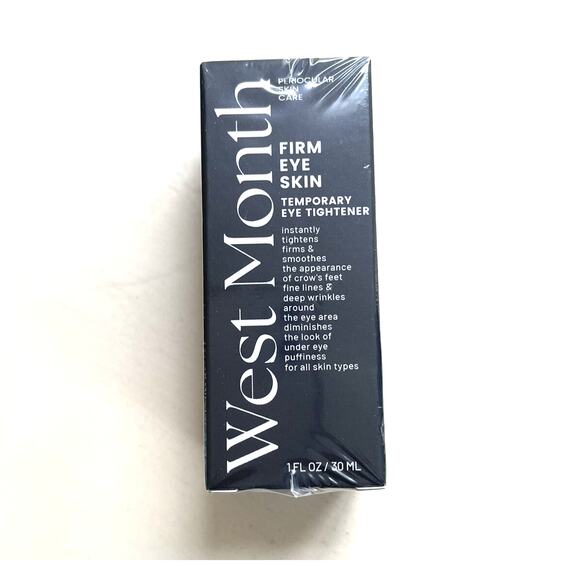 West Month
PERIOCULAR
SKIN
CARE
FIRM
EYE
SKIN
TEMPORARY
EYE TIGHTENER
instantly
tightens
firms &
smoothes
the appearance
of crow's feet
fine lines &
deep wrinkles
around
the eye area
diminishes
the look of
under eye
puffiness
for all skin types
1 FL OZ / 30 ML